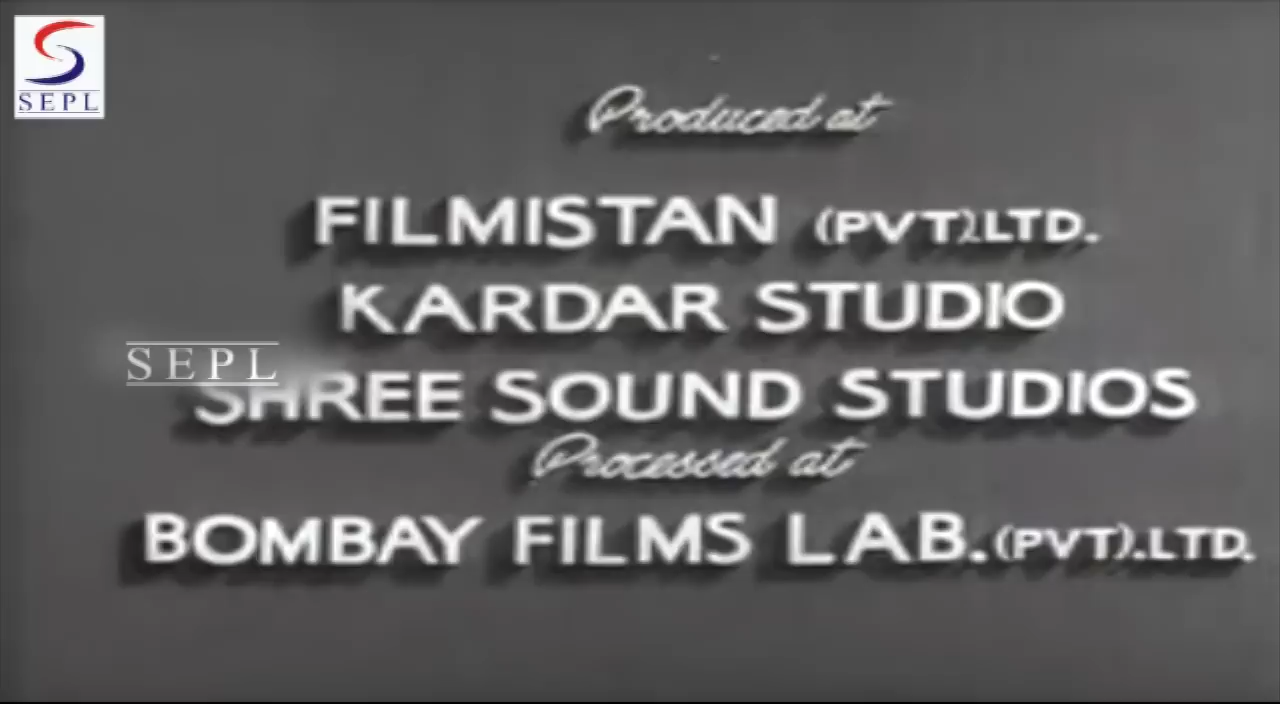 SEPL
Produced at
FILMISTAN (PVT).LTD.
KARDAR STUDIO
SEPL
SHREE SOUND STUDIOS
Processed at
BOMBAY FILMS LAB.(PVT).LTD.